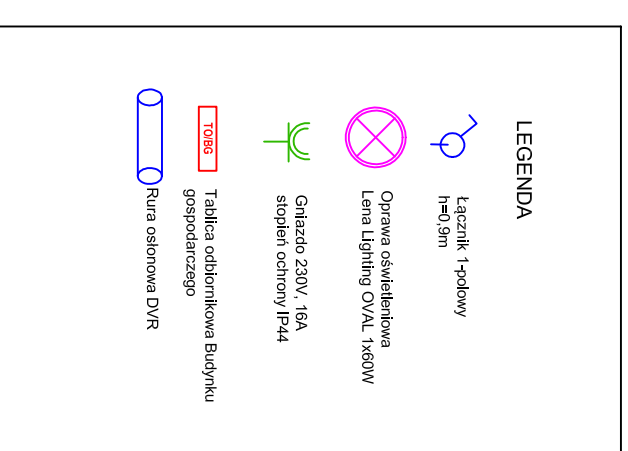 LEGENDA
Łącznik 1-polowy
h=0,9m
Oprawa oświetleniowa
Lena Lighting OVAL 1x60W
Gniazdo 230V, 16A
stopień ochrony IP44
TO/BG
Tablica odbiornikowa Budynku
gospodarczego
Rura osłonowa DVR